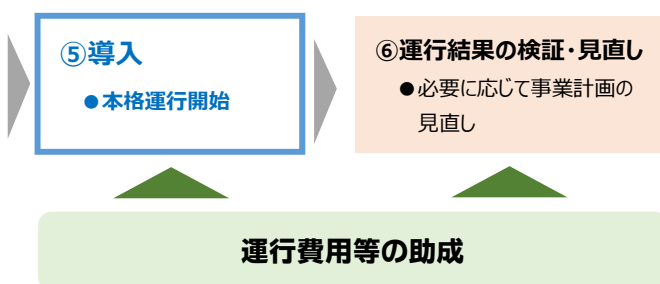 ⑤導入
●本格運行開始
⑥運行結果の検証・見直し
●必要に応じて事業計画の
見直し
運行費用等の助成